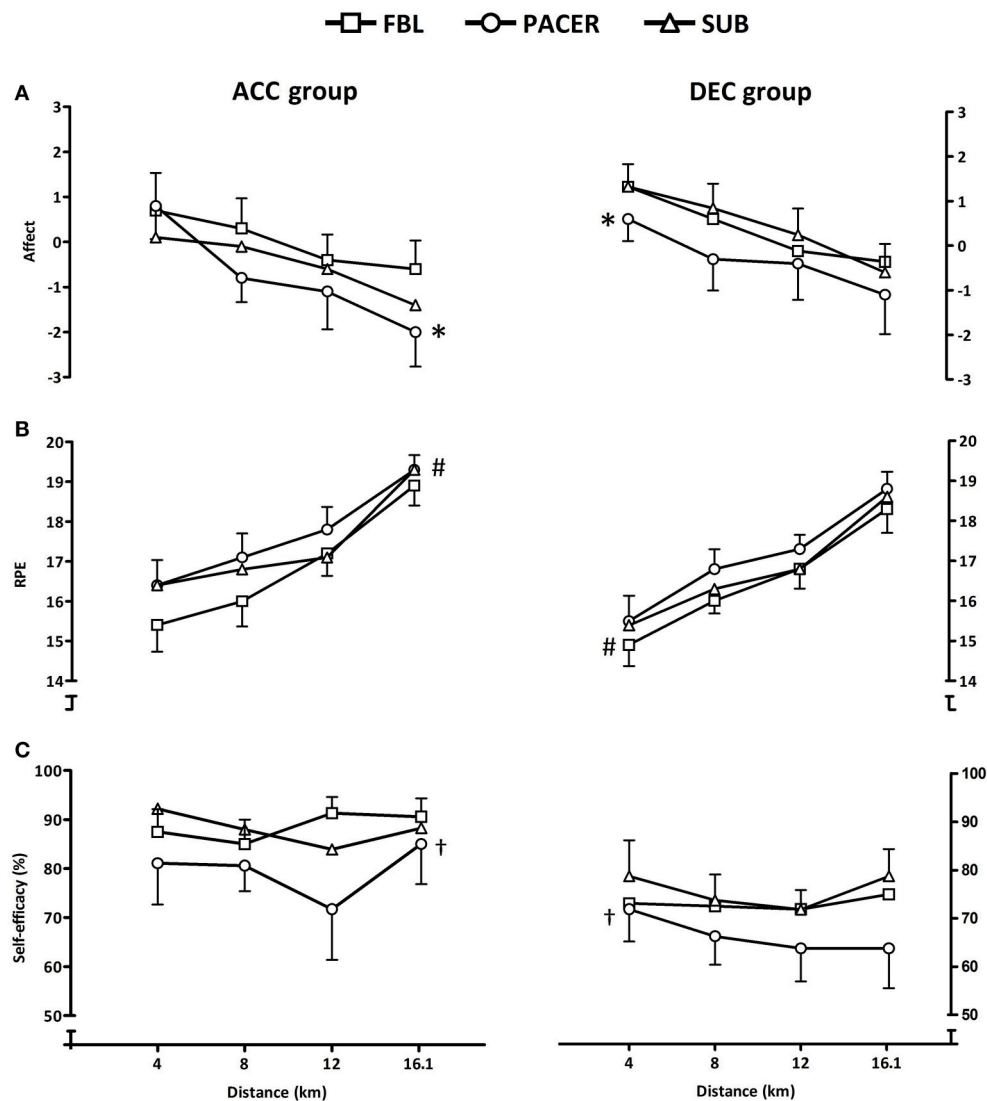 FBL PACER SUB
A
ACC group DEC group
3 3
2 2
1 1
0 0
-1 -1
-2 -2
-3 -3
Affect
* *
B
20 20
19 19
18 18
17 17
16 16
15 15
14 14
RPE
# #
C
100 100
90 90
80 80
70 70
60 60
50 50
Self-efficacy (%)
† †
4 8 12 16.1 4 8 12 16.1
Distance (km) Distance (km)